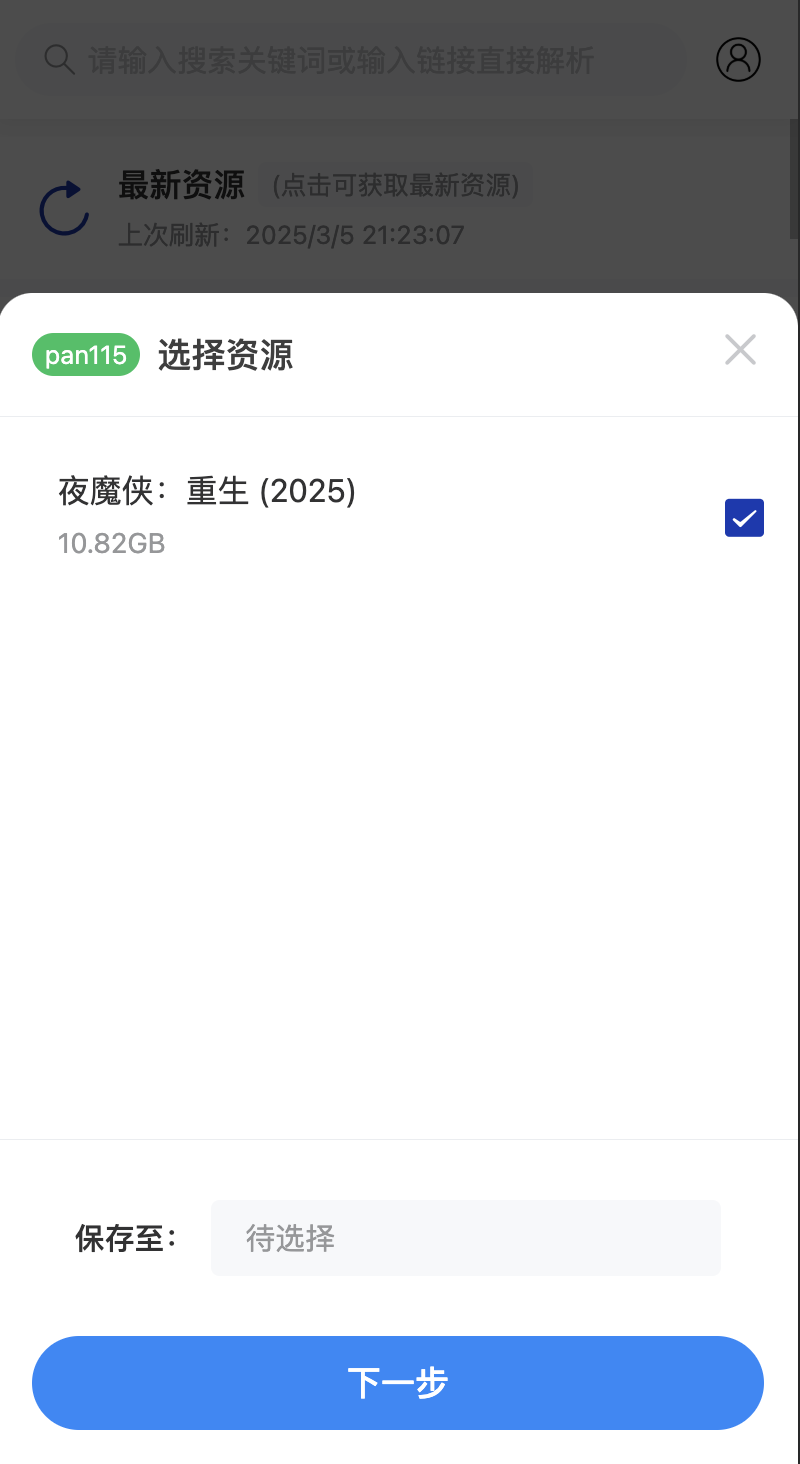 请输入搜索关键词或输入链接直接解析
最新资源 (点击可获取最新资源)
上次刷新：2025/3/5 21:23:07
pan115 选择资源
夜魔侠：重生 (2025)
10.82GB
保存至： 待选择
下一步